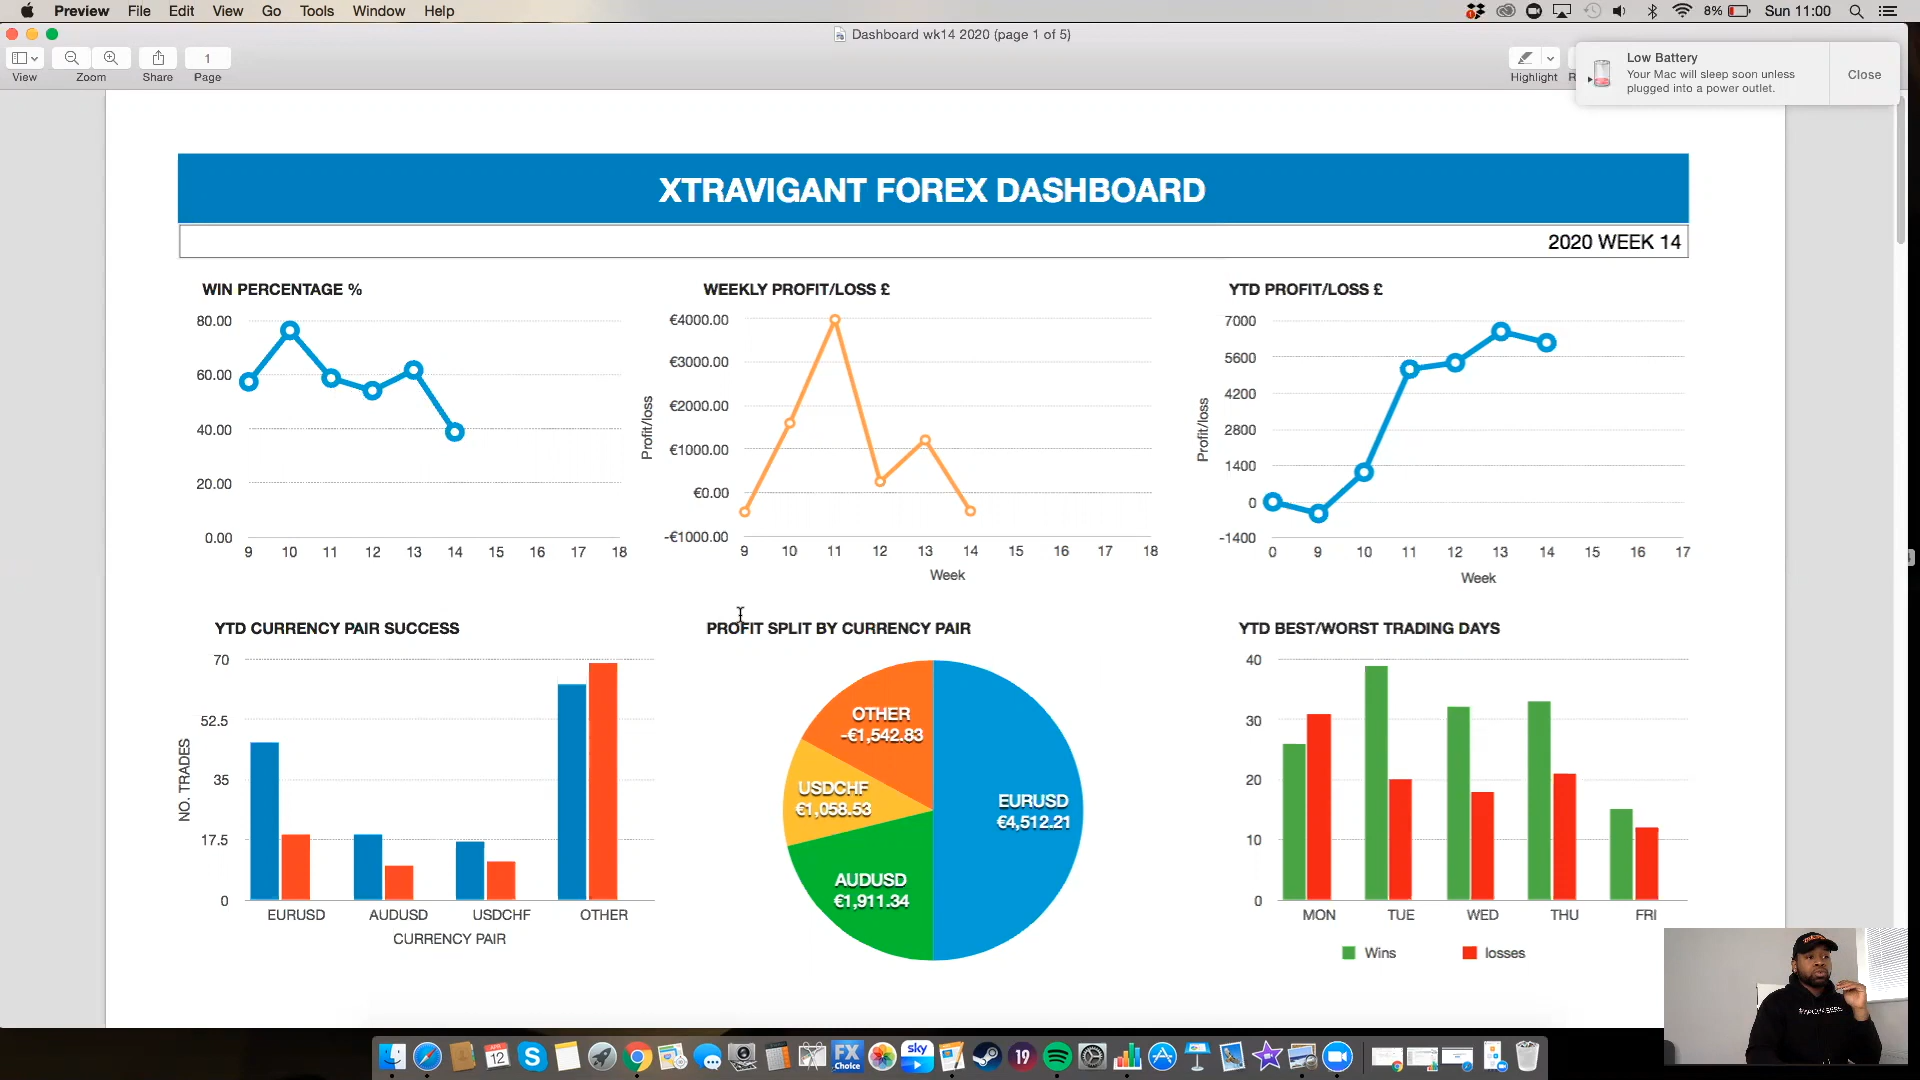 Preview File Edit View Go Tools Window Help
8% Sun 11:00
Dashboard wk14 2020 (page 1 of 5)
1
View Zoom Share Page
Highlight R
Low Battery
Your Mac will sleep soon unless
plugged into a power outlet.
Close
XTRAVIGANT FOREX DASHBOARD
2020 WEEK 14
WIN PERCENTAGE %
80.00
60.00
40.00
20.00
0.00
9 10 11 12 13 14 15 16 17 18
WEEKLY PROFIT/LOSS £
€4000.00
€3000.00
€2000.00
€1000.00
€0.00
-€1000.00
Profit/loss
9 10 11 12 13 14 15 16 17 18
Week
YTD PROFIT/LOSS £
7000
5600
4200
2800
1400
0
-1400
Profit/loss
0 9 10 11 12 13 14 15 16 17
Week
YTD CURRENCY PAIR SUCCESS
70
52.5
35
17.5
0
NO. TRADES
EURUSD AUDUSD USDCHF OTHER
CURRENCY PAIR
PROFIT SPLIT BY CURRENCY PAIR
OTHER
-€1,542.83
USDCHF
€1,058.53
EURUSD
€4,512.21
AUDUSD
€1,911.34
YTD BEST/WORST TRADING DAYS
40
30
20
10
0
MON TUE WED THU FRI
Wins losses
APR
12
FX
Choice
sky
19